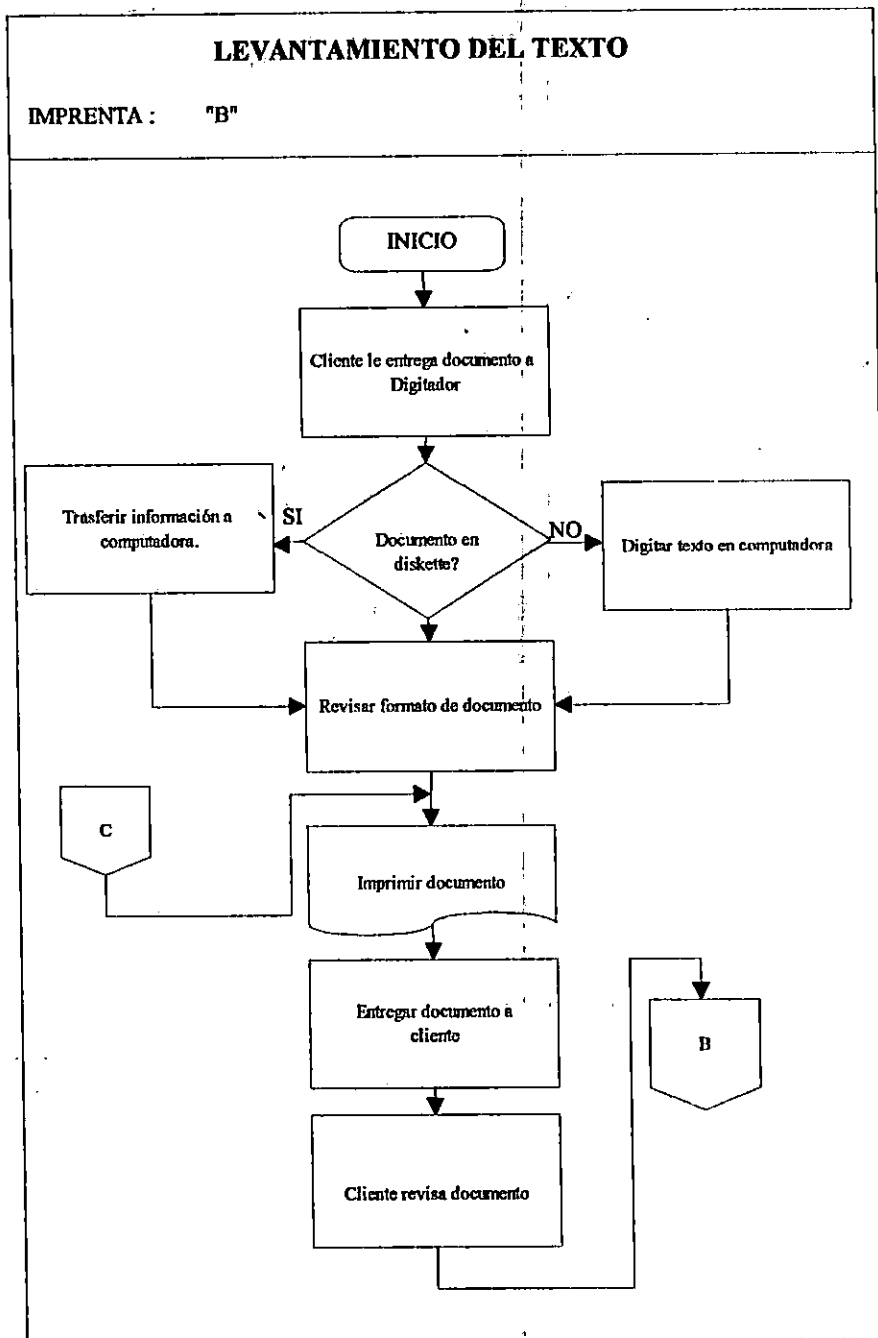 LEVANTAMIENTO DEL TEXTO
IMPRENTA : "B"
INICIO
Cliente le entrega documento a
Digitador
Trasferir información a
computadora.
SI
Documento en
diskette?
NO
Digitar texto en computadora
Revisar formato de documento
C
Imprimir documento
Entregar documento a
cliente
B
Cliente revisa documento